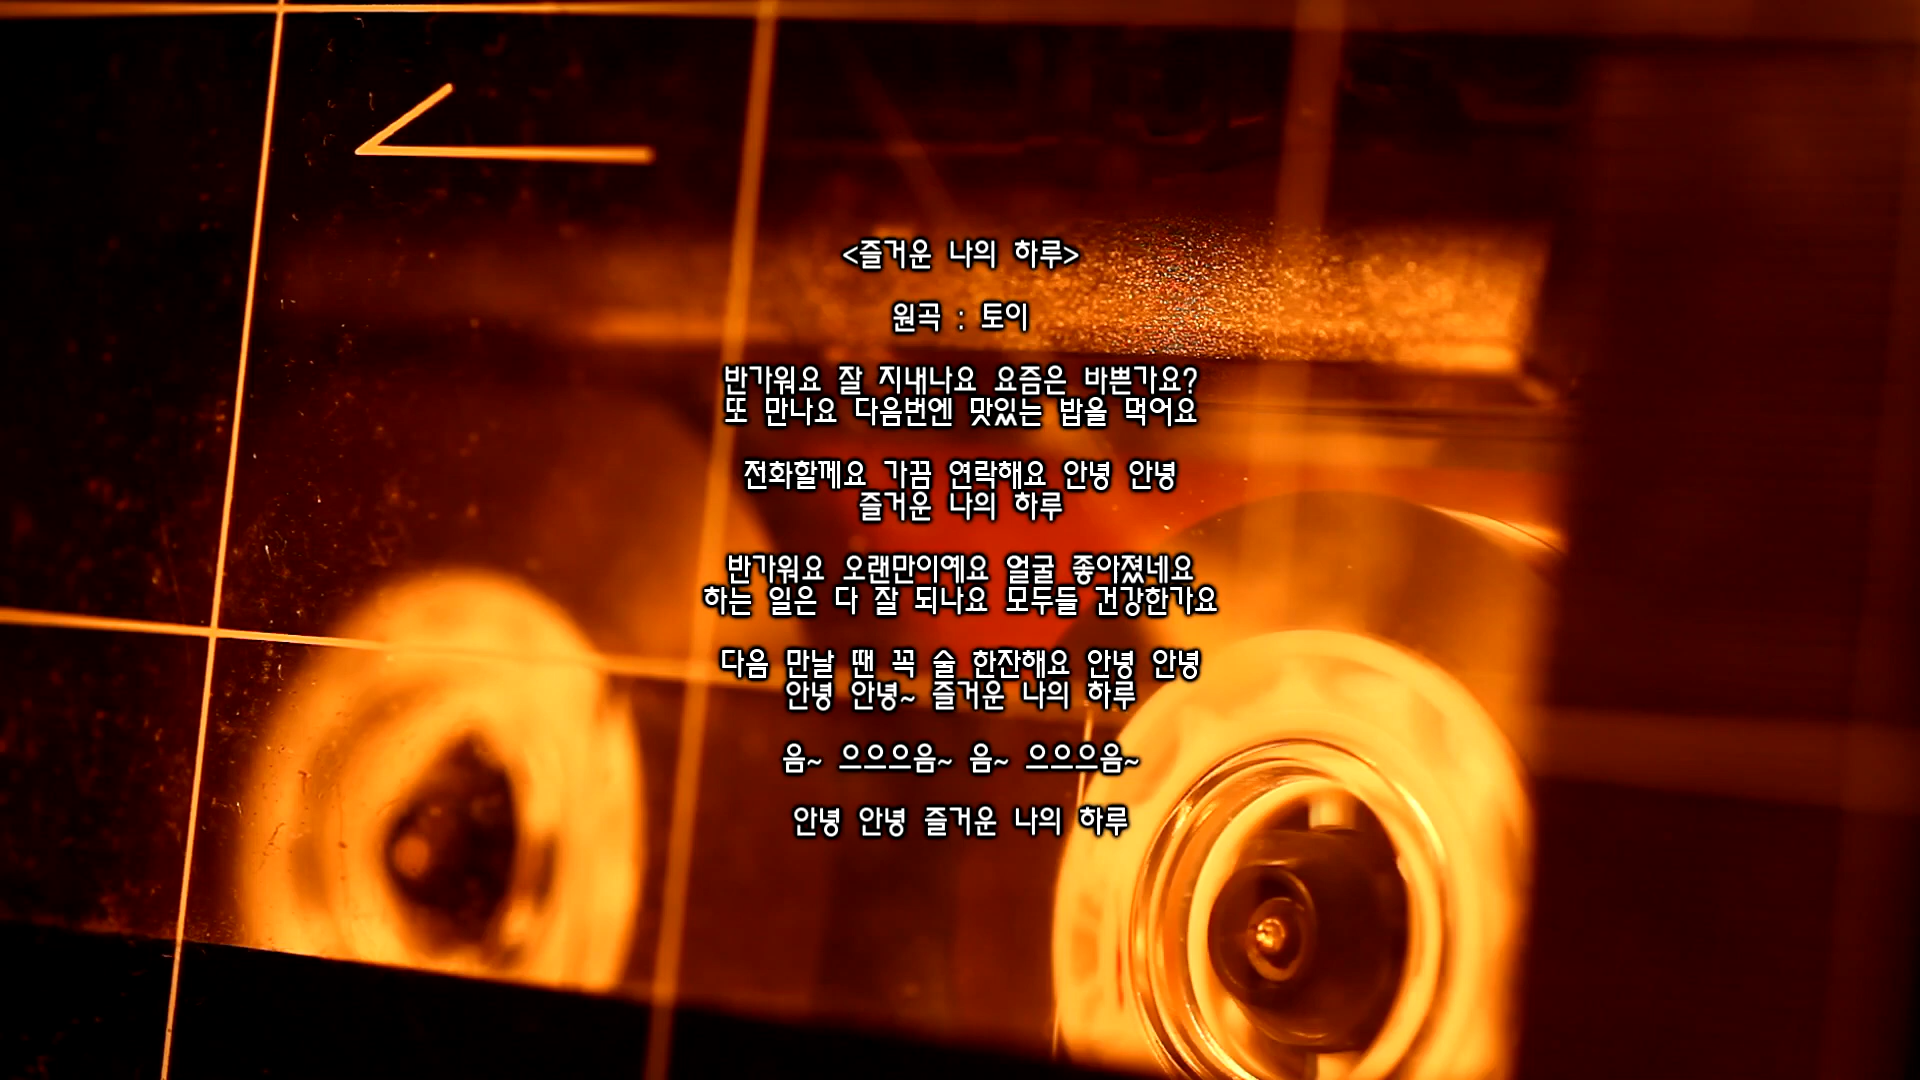 <즐거운 나의 하루>
원곡 : 토이
반가워요 잘 지내나요 요즘은 바쁜가요?
또 만나요 다음번엔 맛있는 밥을 먹어요
전화할께요 가끔 연락해요 안녕 안녕
즐거운 나의 하루
반가워요 오랜만이예요 얼굴 좋아졌네요
하는 일은 다 잘 되나요 모두들 건강한가요
다음 만날 땐 꼭 술 한잔해요 안녕 안녕
안녕 안녕~ 즐거운 나의 하루
음~ 으으으음~ 음~ 으으으음~
안녕 안녕 즐거운 나의 하루